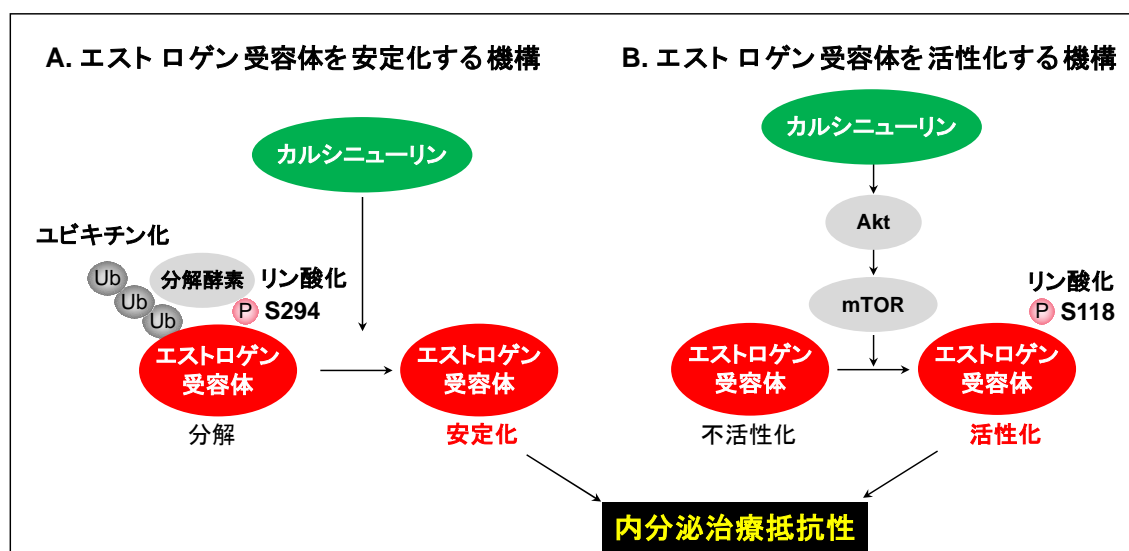 A. エストロゲン受容体を安定化する機構
カルシニューリン
ユビキチン化
Ub
Ub
Ub
分解酵素
リン酸化
P
S294
エストロゲン
受容体
分解
エストロゲン
受容体
安定化
B. エストロゲン受容体を活性化する機構
カルシニューリン
Akt
mTOR
リン酸化
P
S118
エストロゲン
受容体
不活性化
エストロゲン
受容体
活性化
内分泌治療抵抗性